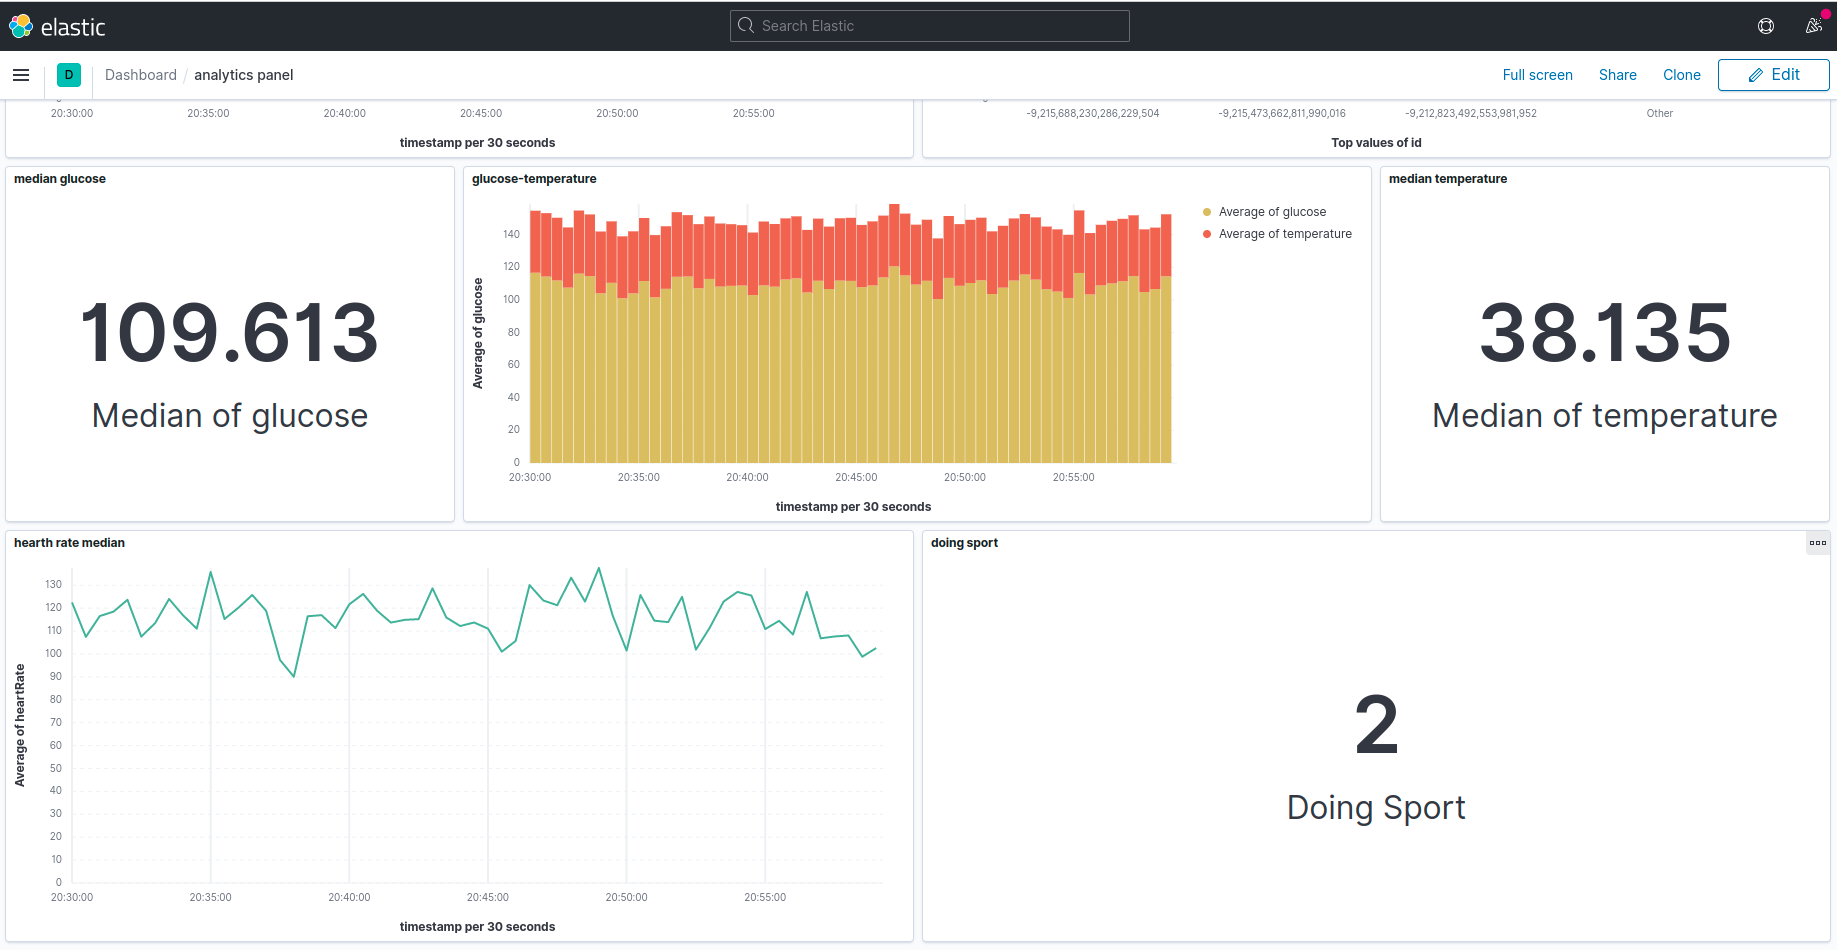 elastic
Search Elastic
D
Dashboard / analytics panel
Full screen
Share
Clone
Edit
20:30:00 20:35:00 20:40:00 20:45:00 20:50:00 20:55:00
timestamp per 30 seconds
-9,215,688,230,286,229,504 -9,215,473,662,811,990,016 -9,212,823,492,553,981,952 Other
Top values of id
median glucose
109.613
Median of glucose
glucose-temperature
Average of glucose
140
120
100
80
60
40
20
0
20:30:00 20:35:00 20:40:00 20:45:00 20:50:00 20:55:00
timestamp per 30 seconds
Average of glucose
Average of temperature
median temperature
38.135
Median of temperature
hearth rate median
Average of heartRate
130
120
110
100
90
80
70
60
50
40
30
20
10
0
20:30:00 20:35:00 20:40:00 20:45:00 20:50:00 20:55:00
timestamp per 30 seconds
doing sport
2
Doing Sport